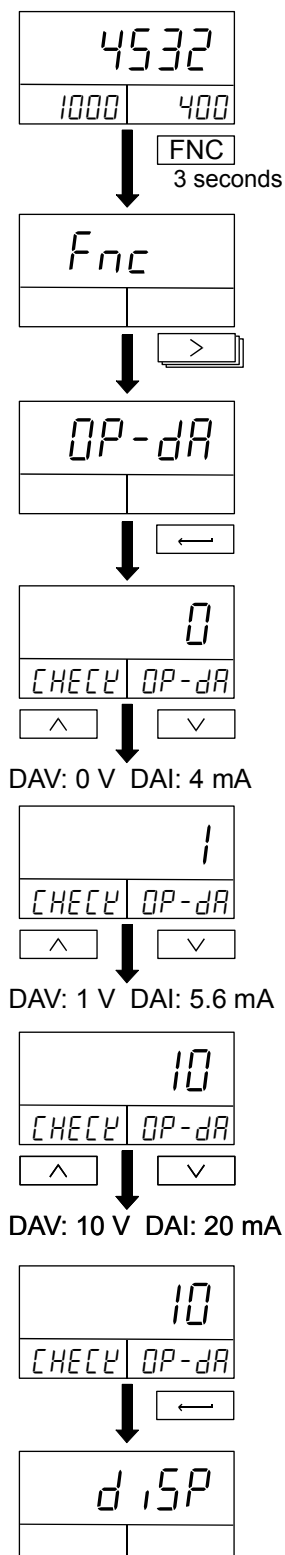 4532
1000 400
FNC
3 seconds
Fnc
>
OP-dA
0
CHECK OP-dA
DAV: 0 V DAI: 4 mA
1
CHECK OP-dA
DAV: 1 V DAI: 5.6 mA
10
CHECK OP-dA
DAV: 10 V DAI: 20 mA
10
CHECK OP-dA
diSP